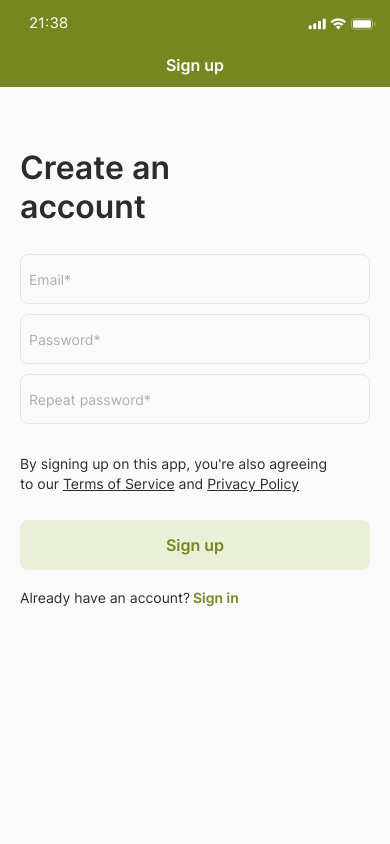 21:38
Sign up
Create an
account
Email*
Password*
Repeat password*
By signing up on this app, you're also agreeing
to our Terms of Service and Privacy Policy
Sign up
Already have an account? Sign in